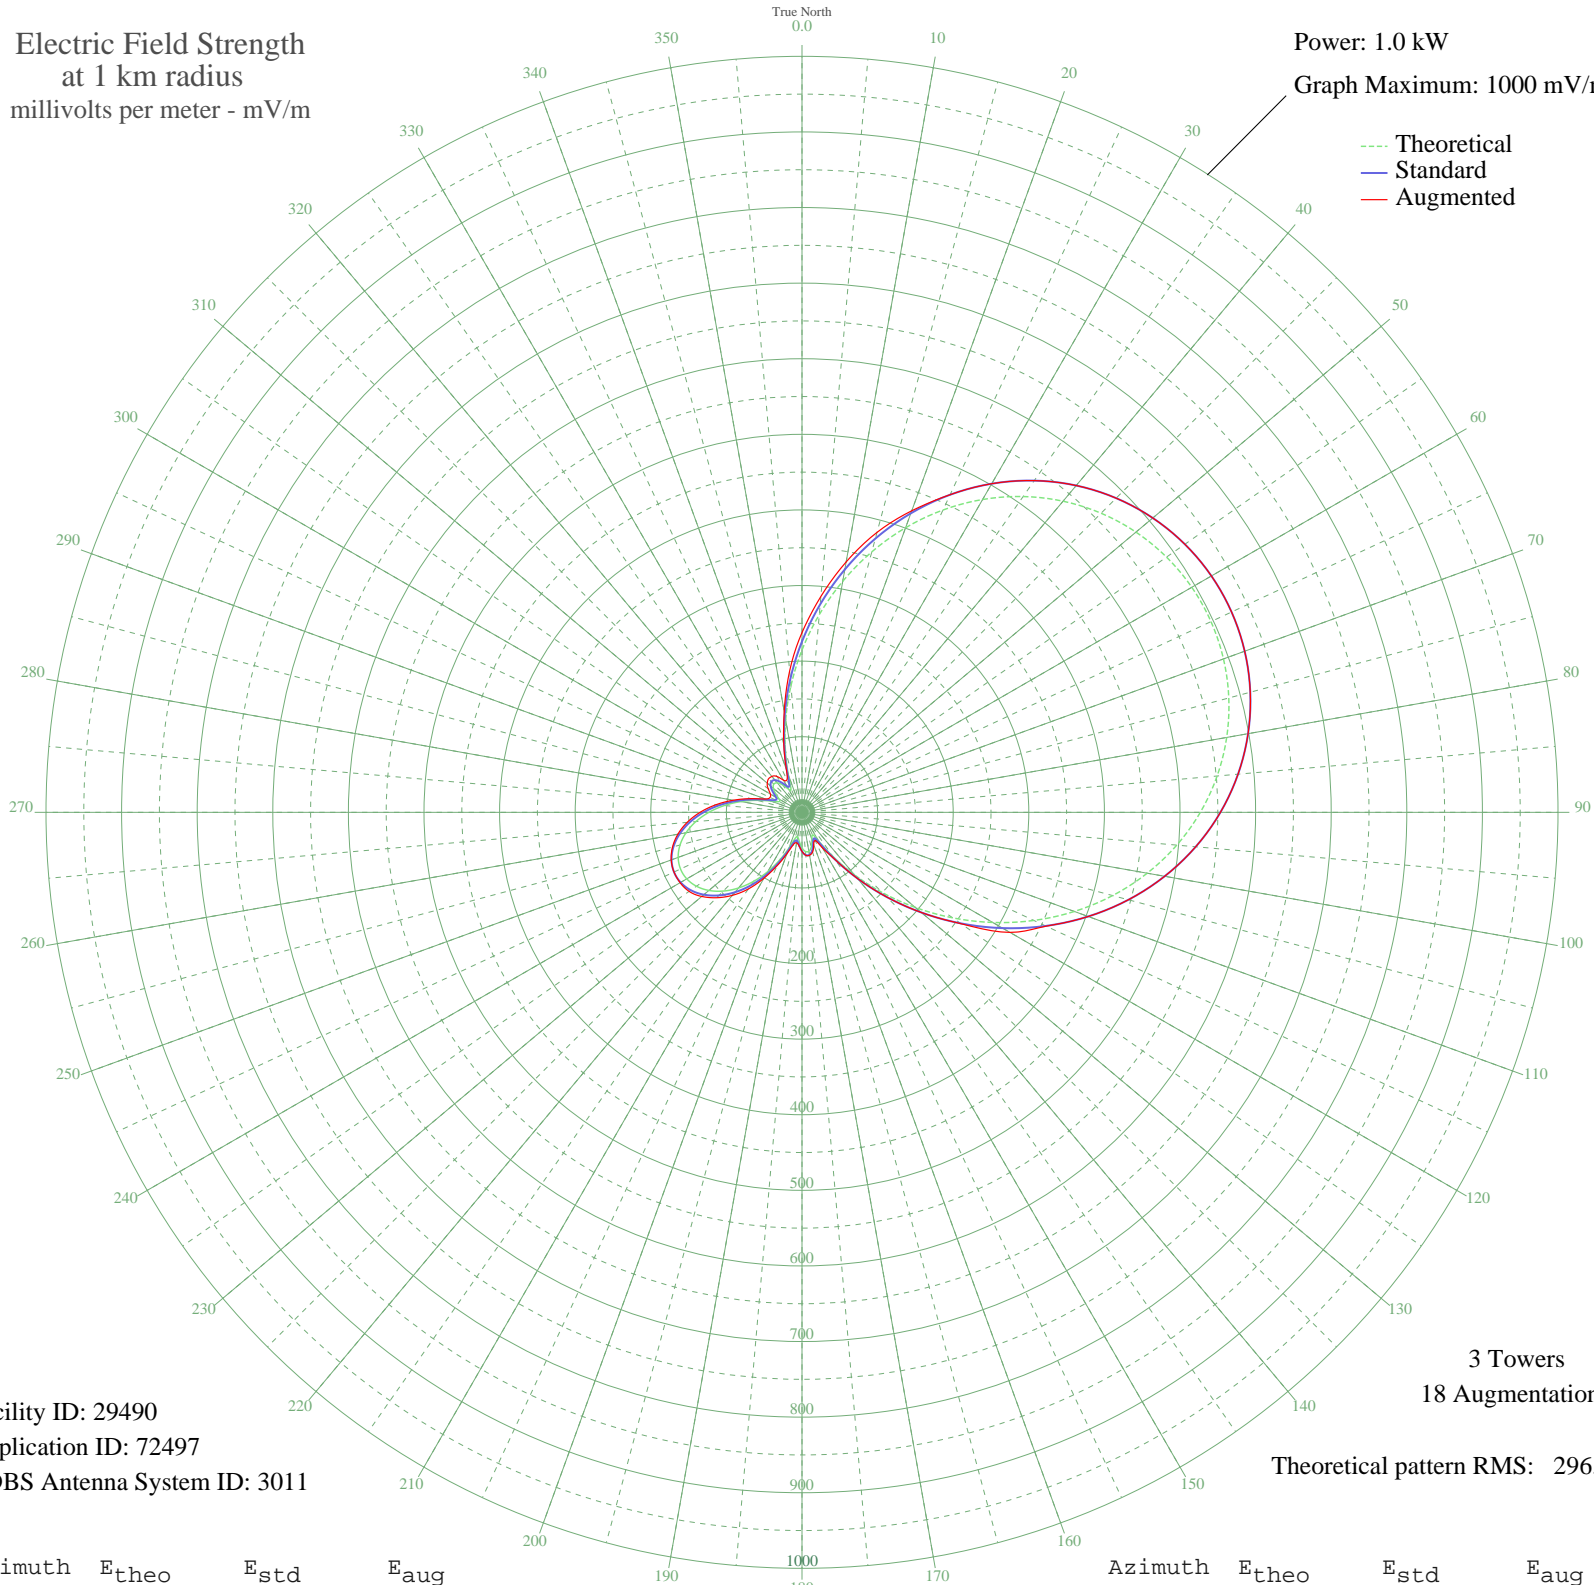 True North
0.0
Electric Field Strength
at 1 km radius
millivolts per meter - mV/m
Power: 1.0 kW
Graph Maximum: 1000 mV/
Theoretical
Standard
Augmented
10
20
30
40
50
60
70
80
90
100
110
120
130
140
150
160
170
190
200
210
220
230
240
250
260
270
280
290
300
310
320
330
340
350
200
300
400
500
600
700
800
900
1000
3 Towers
18 Augmentation
Theoretical pattern RMS: 296
cility ID: 29490
plication ID: 72497
DBS Antenna System ID: 3011
imuth Etheo Estd Eaug
Azimuth Etheo Estd Eaug